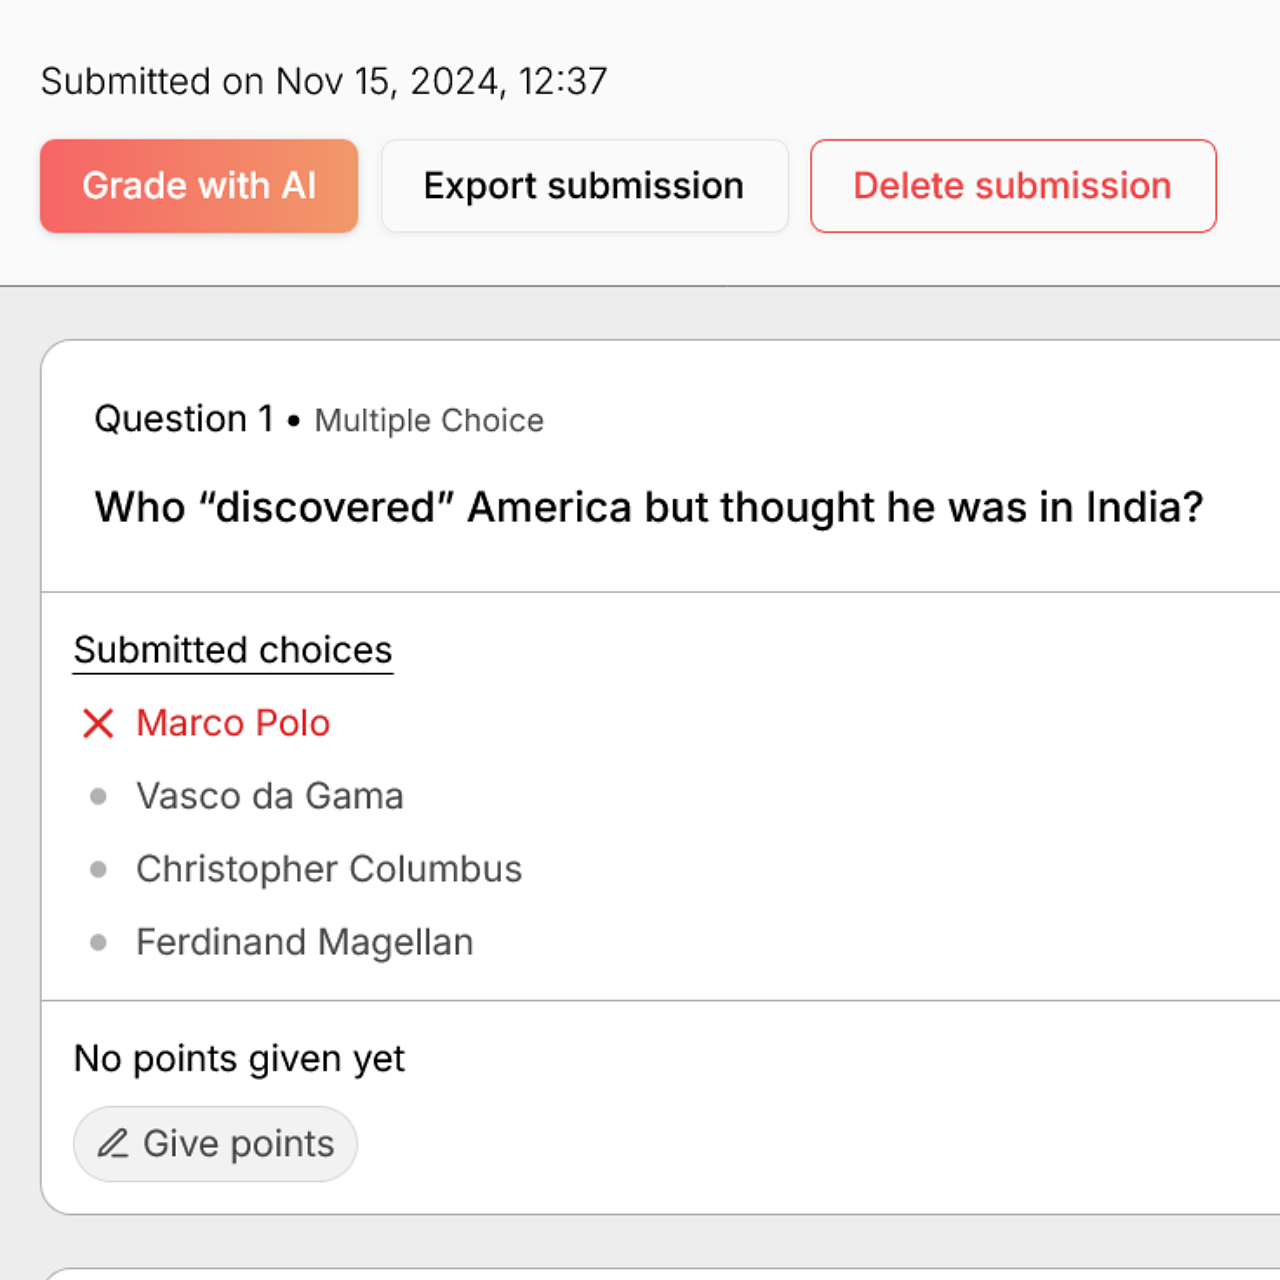 Submitted on Nov 15, 2024, 12:37
Grade with AI
Export submission
Delete submission
Question 1 • Multiple Choice
Who “discovered” America but thought he was in India?
Submitted choices
Marco Polo
Vasco da Gama
Christopher Columbus
Ferdinand Magellan
No points given yet
Give points